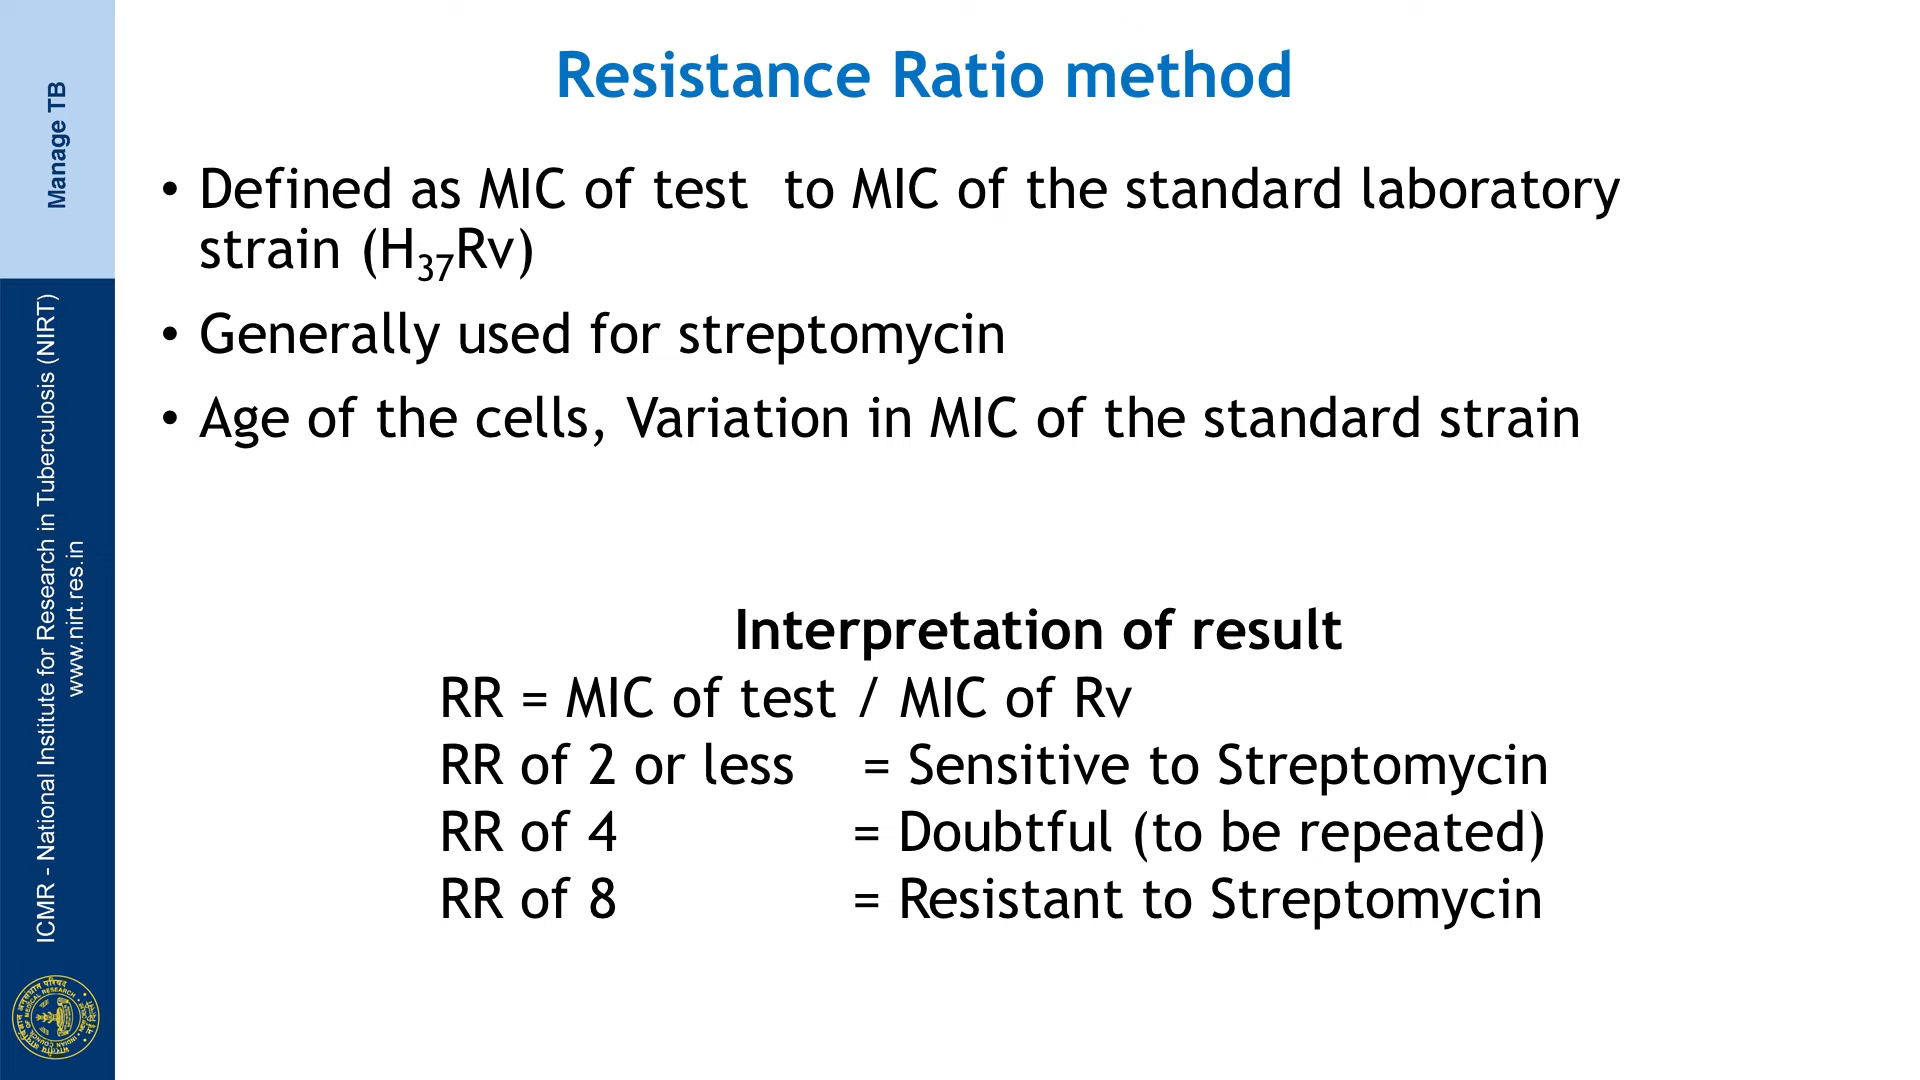 Resistance Ratio method
• Defined as MIC of test  to MIC of the standard laboratory
strain (H₃₇Rv)
• Generally used for streptomycin
• Age of the cells, Variation in MIC of the standard strain
Interpretation of result
RR = MIC of test / MIC of Rv
RR of 2 or less = Sensitive to Streptomycin
RR of 4 = Doubtful (to be repeated)
RR of 8 = Resistant to Streptomycin
Manage TB
ICMR - National Institute for Research in Tuberculosis (NIRT)
www.nirt.res.in